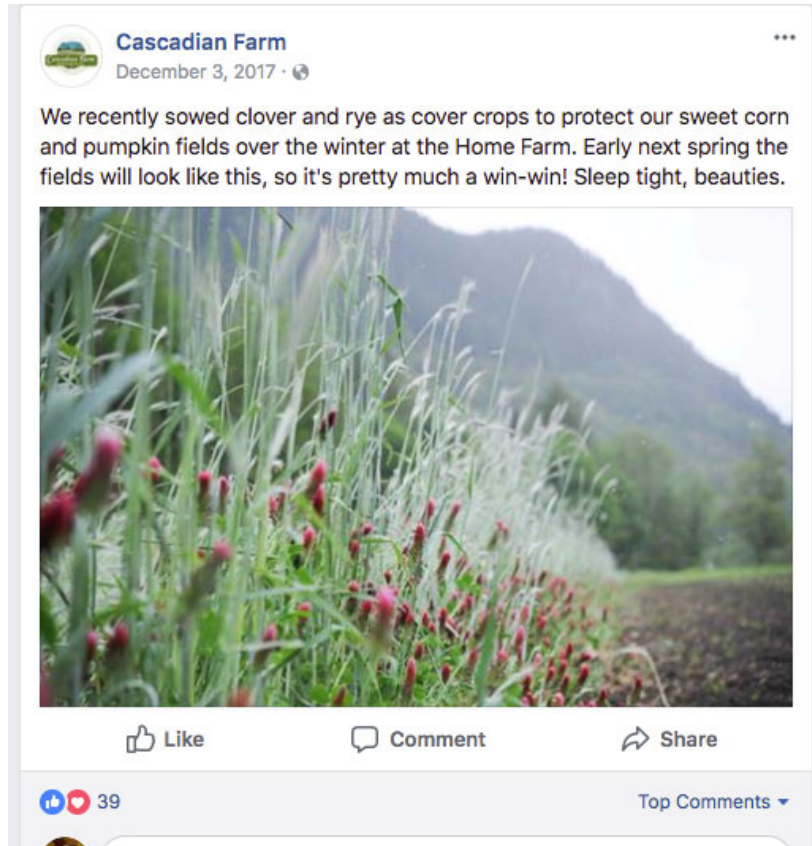 Cascadian Farm
December 3, 2017 ·
We recently sowed clover and rye as cover crops to protect our sweet corn
and pumpkin fields over the winter at the Home Farm. Early next spring the
fields will look like this, so it's pretty much a win-win! Sleep tight, beauties.
Like Comment Share
39 Top Comments